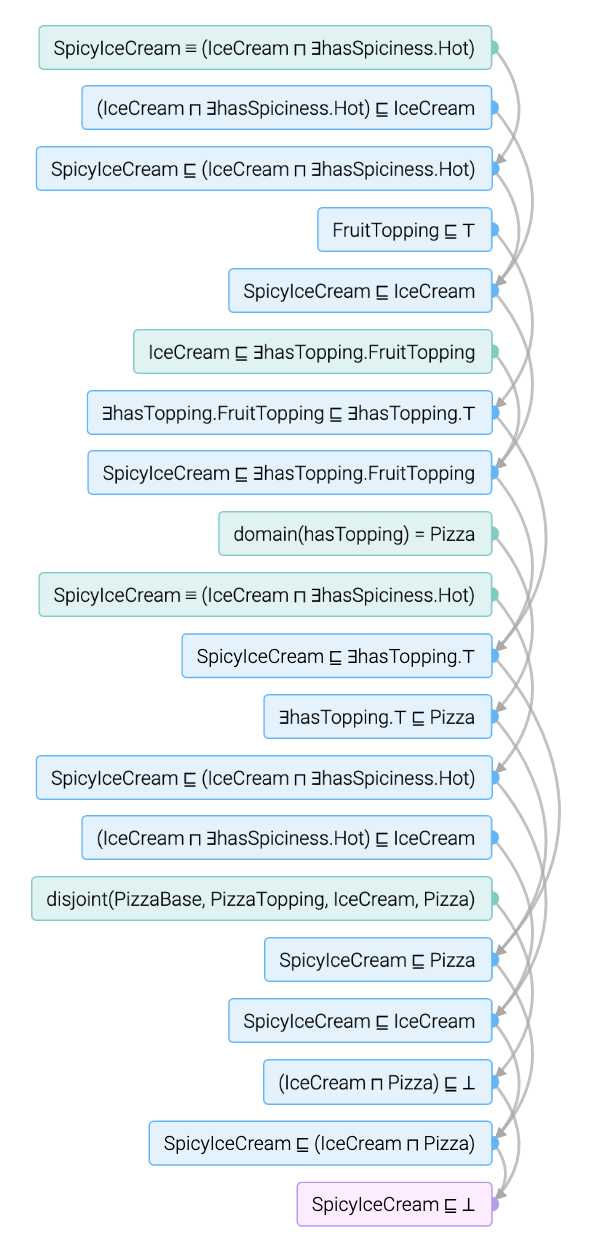 SpicyIceCream ≡ (IceCream ⊓ ∃hasSpiciness.Hot)
(IceCream ⊓ ∃hasSpiciness.Hot) ⊑ IceCream
SpicyIceCream ⊑ (IceCream ⊓ ∃hasSpiciness.Hot)
FruitTopping ⊑ ⊤
SpicyIceCream ⊑ IceCream
IceCream ⊑ ∃hasTopping.FruitTopping
∃hasTopping.FruitTopping ⊑ ∃hasTopping.⊤
SpicyIceCream ⊑ ∃hasTopping.FruitTopping
domain(hasTopping) = Pizza
SpicyIceCream ≡ (IceCream ⊓ ∃hasSpiciness.Hot)
SpicyIceCream ⊑ ∃hasTopping.⊤
∃hasTopping.⊤ ⊑ Pizza
SpicyIceCream ⊑ (IceCream ⊓ ∃hasSpiciness.Hot)
(IceCream ⊓ ∃hasSpiciness.Hot) ⊑ IceCream
disjoint(PizzaBase, PizzaTopping, IceCream, Pizza)
SpicyIceCream ⊑ Pizza
SpicyIceCream ⊑ IceCream
(IceCream ⊓ Pizza) ⊑ ⊥
SpicyIceCream ⊑ (IceCream ⊓ Pizza)
SpicyIceCream ⊑ ⊥